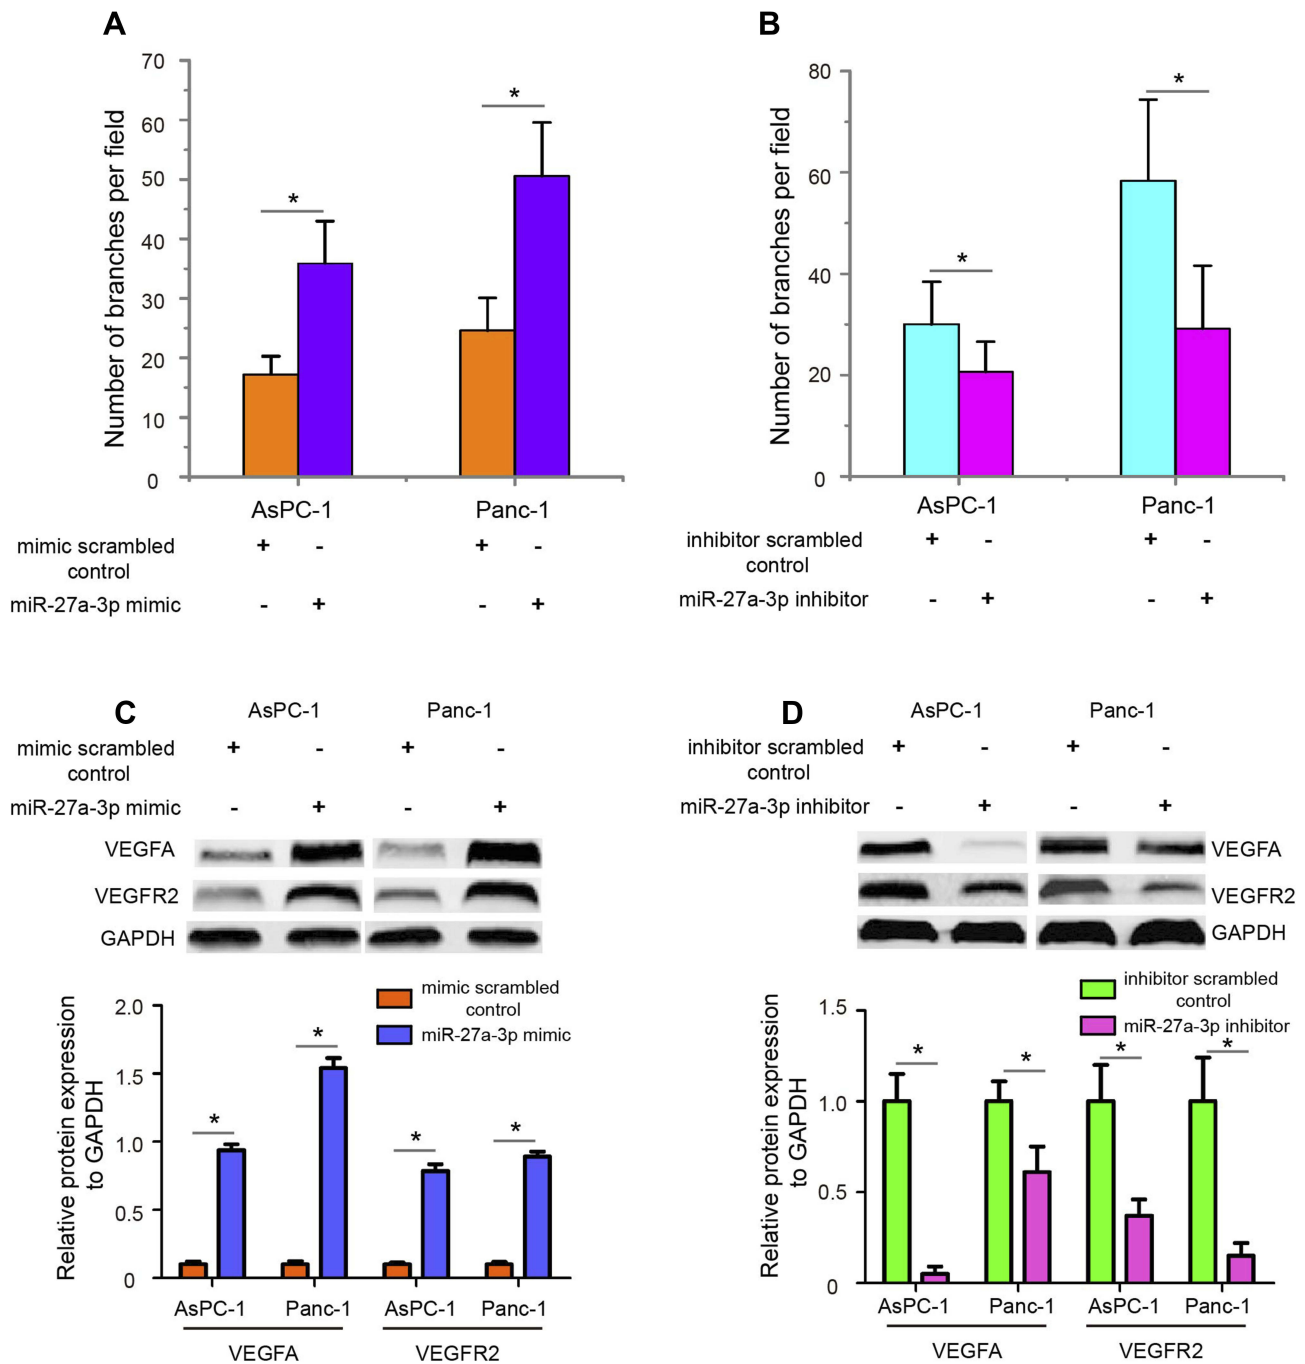 A
70
60
50
40
30
20
10
0
Number of branches per field
*
*
AsPC-1
Panc-1
mimic scrambled
control
+ - + -
miR-27a-3p mimic
- + - +
B
80
60
40
20
0
Number of branches per field
*
*
AsPC-1
Panc-1
inhibitor scrambled
control
+ - + -
miR-27a-3p inhibitor
- + - +
C
AsPC-1
Panc-1
mimic scrambled
control
+ - + -
miR-27a-3p mimic
- + - +
VEGFA
VEGFR2
GAPDH
mimic scrambled
control
miR-27a-3p mimic
2.0
1.5
1.0
0.5
0
Relative protein expression
to GAPDH
*
*
*
*
AsPC-1
Panc-1
AsPC-1
Panc-1
VEGFA
VEGFR2
D
AsPC-1
Panc-1
inhibitor scrambled
control
+ - + -
miR-27a-3p inhibitor
- + - +
VEGFA
VEGFR2
GAPDH
inhibitor scrambled
control
miR-27a-3p inhibitor
1.5
1.0
0.5
0
Relative protein expression
to GAPDH
*
*
*
*
AsPC-1
Panc-1
AsPC-1
Panc-1
VEGFA
VEGFR2